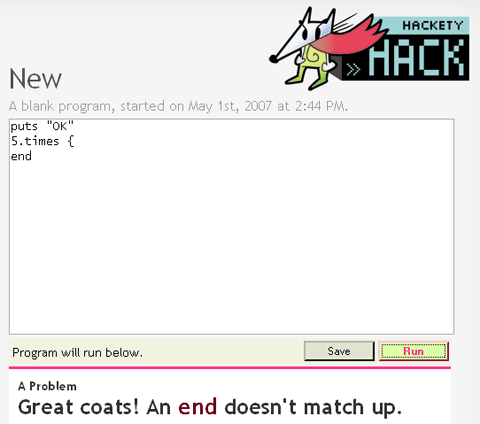 HACKETY
» HACK
New
A blank program, started on May 1st, 2007 at 2:44 PM.
puts "OK"
5.times {
end
Program will run below.
Save
Run
A Problem
Great coats! An end doesn't match up.